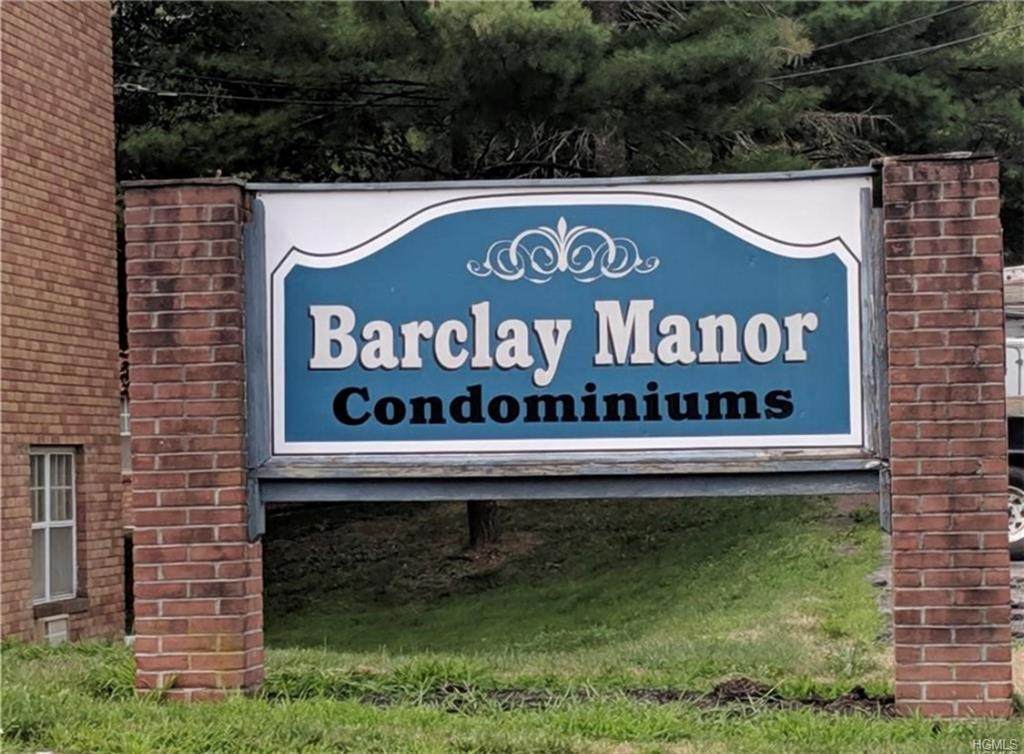 Barclay Manor
Condominiums
HGMLS